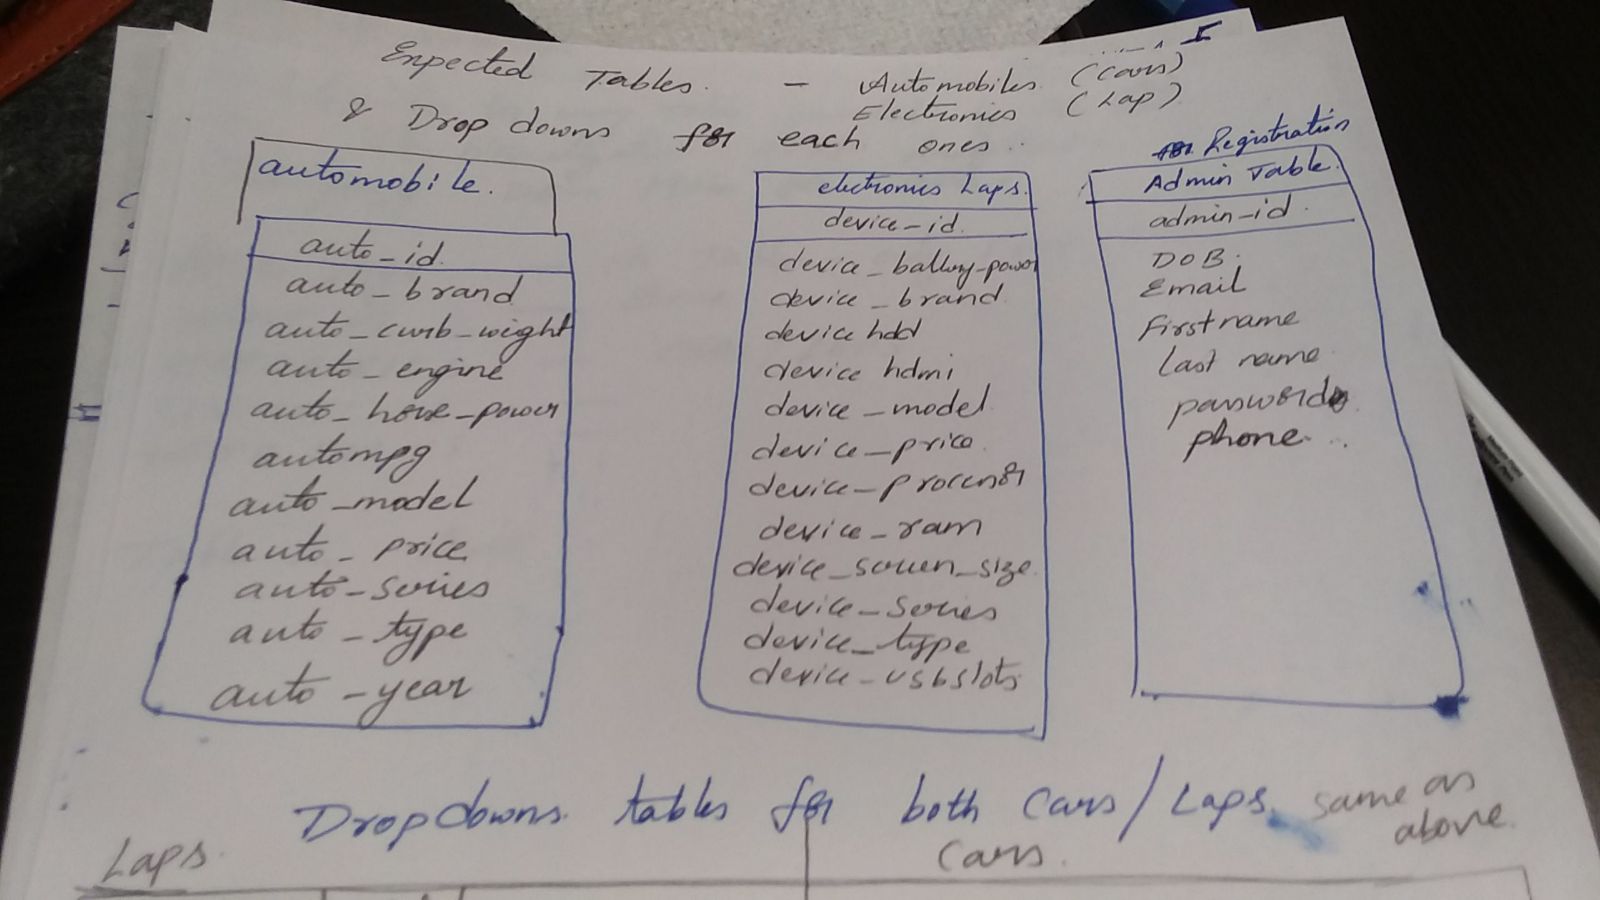 Expected Tables. - Automobiles (Cars)
Electronics (Lap)
& Drop downs for each ones..
automobile.
auto_id.
auto_brand
auto_curb_wight
auto_engine
auto_horse_power
autompg
auto_model
auto_price
auto_series
auto_type
auto_year
electronics Laps.
device_id.
device_battery_power
device_brand.
device hdd
device hdmi
device_model.
device_price.
device_processor
device_ram
device_screen_size.
device_series
device_type
device_usbslots
for Registration
Admin Table.
admin_id.
DOB.
Email
First name
Last name
password
phone...
Dropdowns tables for both Cars/Laps. same as above.
Laps.
Cars.